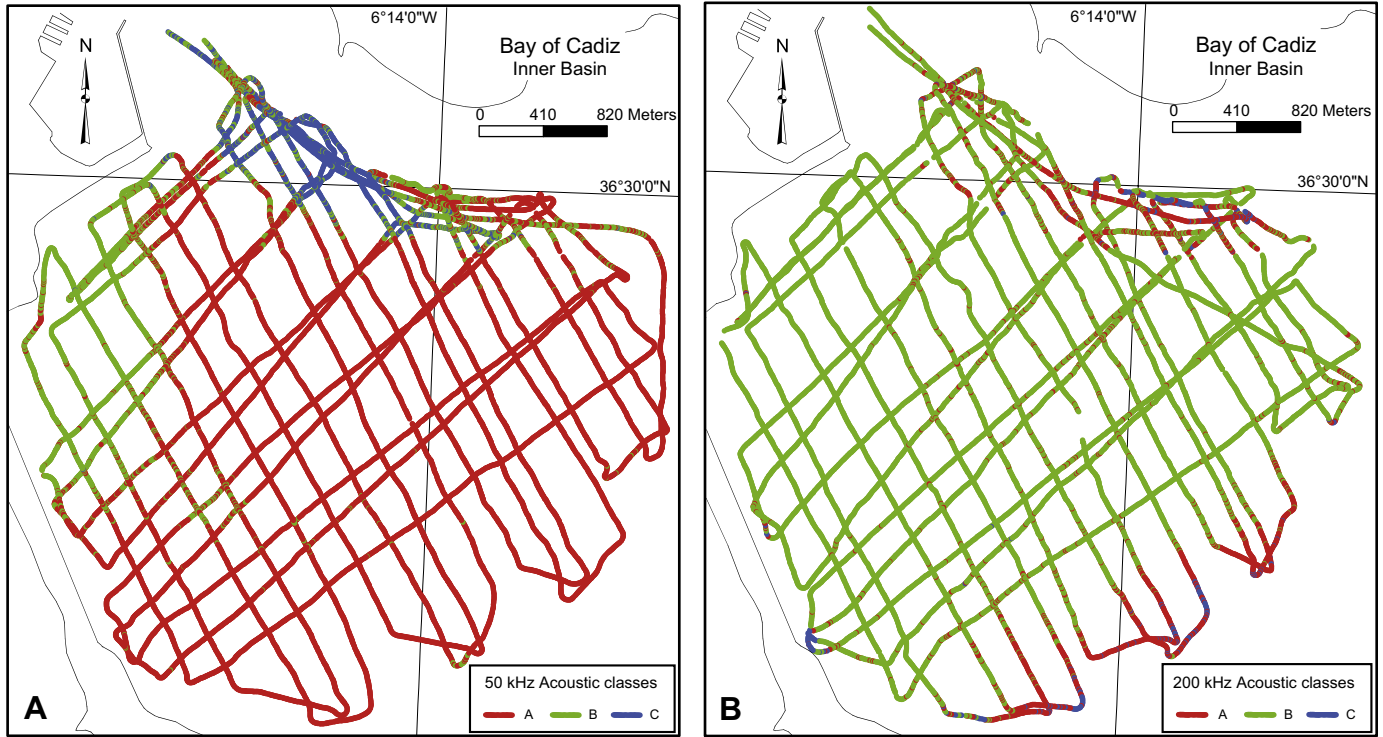 6°14'0"W
N
Bay of Cadiz
Inner Basin
0 410 820 Meters
36°30'0"N
50 kHz Acoustic classes
A B C
A
6°14'0"W
N
Bay of Cadiz
Inner Basin
0 410 820 Meters
36°30'0"N
200 kHz Acoustic classes
A B C
B